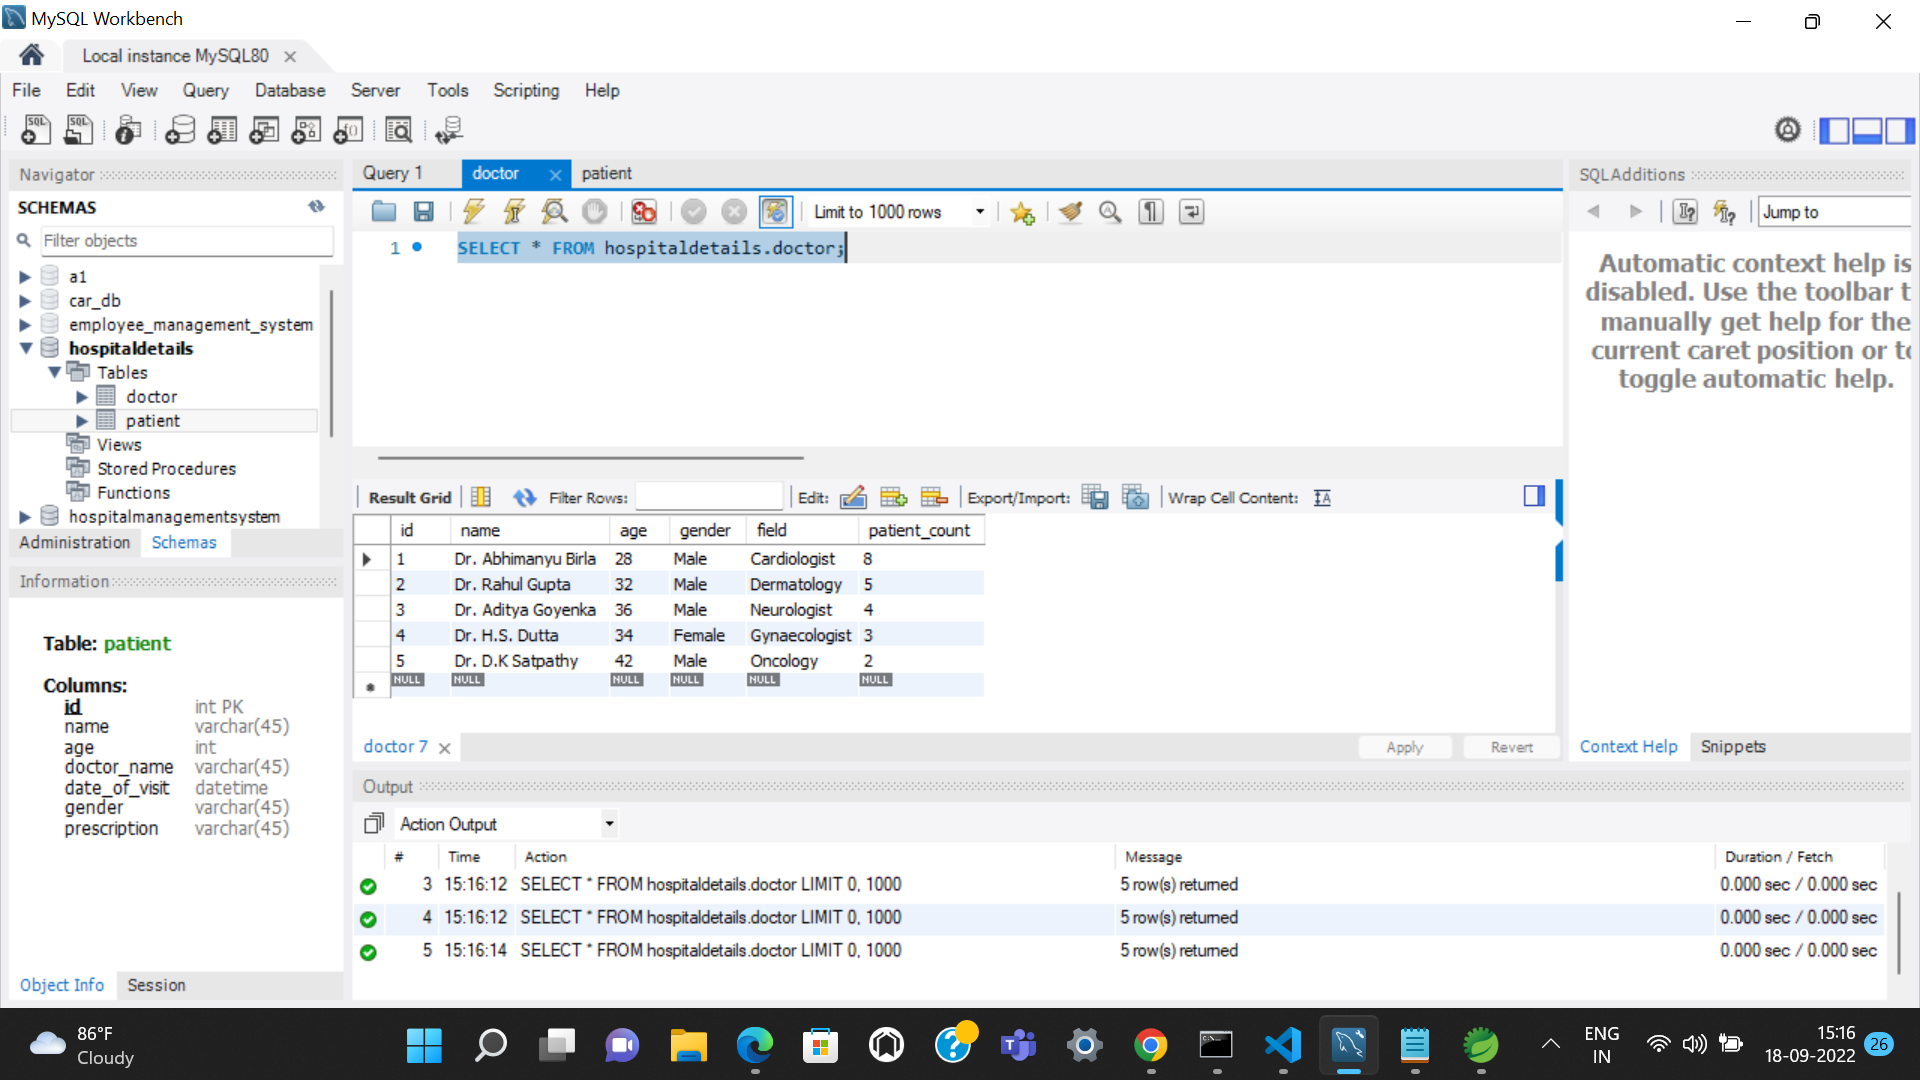 MySQL Workbench
Local instance MySQL80
File Edit View Query Database Server Tools Scripting Help
Navigator
SCHEMAS
Filter objects
a1
car_db
employee_management_system
hospitaldetails
Tables
doctor
patient
Views
Stored Procedures
Functions
hospitalmanagementsystem
Administration Schemas
Information
Table: patient
Columns:
id int PK
name varchar(45)
age int
doctor_name varchar(45)
date_of_visit datetime
gender varchar(45)
prescription varchar(45)
Object Info Session
Query 1 doctor patient
Limit to 1000 rows
1 SELECT * FROM hospitaldetails.doctor;
Result Grid Filter Rows: Edit: Export/Import: Wrap Cell Content:
id name age gender field patient_count
1 Dr. Abhimanyu Birla 28 Male Cardiologist 8
2 Dr. Rahul Gupta 32 Male Dermatology 5
3 Dr. Aditya Goyenka 36 Male Neurologist 4
4 Dr. H.S. Dutta 34 Female Gynaecologist 3
5 Dr. D.K Satpathy 42 Male Oncology 2
NULL NULL NULL NULL NULL NULL
doctor 7 Apply Revert
Output
Action Output
# Time Action Message Duration / Fetch
3 15:16:12 SELECT * FROM hospitaldetails.doctor LIMIT 0, 1000 5 row(s) returned 0.000 sec / 0.000 sec
4 15:16:12 SELECT * FROM hospitaldetails.doctor LIMIT 0, 1000 5 row(s) returned 0.000 sec / 0.000 sec
5 15:16:14 SELECT * FROM hospitaldetails.doctor LIMIT 0, 1000 5 row(s) returned 0.000 sec / 0.000 sec
SQLAdditions
Jump to
Automatic context help is
disabled. Use the toolbar t
manually get help for the
current caret position or to
toggle automatic help.
Context Help Snippets
86°F
Cloudy
ENG
IN
15:16
18-09-2022
26